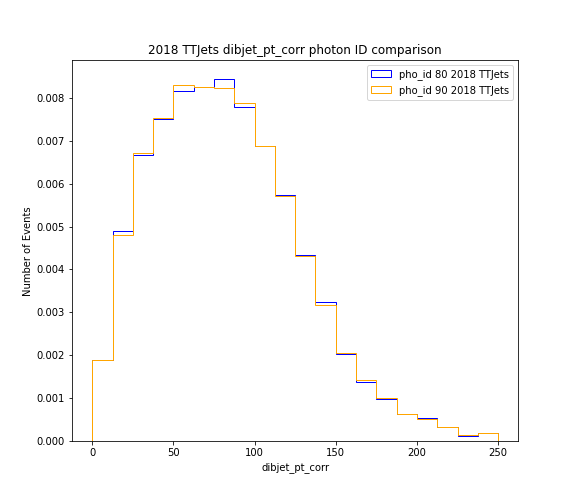 2018 TTJets dibjet_pt_corr photon ID comparison
pho_id 80 2018 TTJets
pho_id 90 2018 TTJets
Number of Events
0.008
0.007
0.006
0.005
0.004
0.003
0.002
0.001
0.000
0 50 100 150 200 250
dibjet_pt_corr